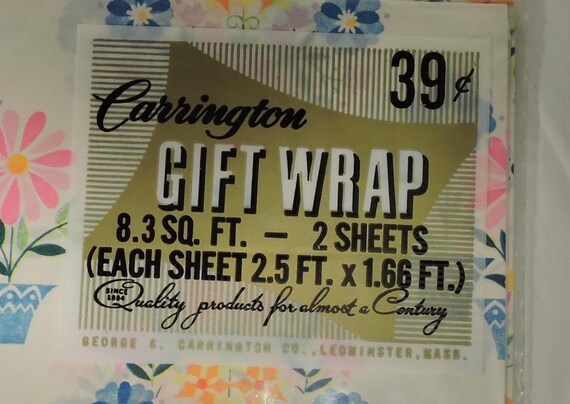 39¢
Carrington
GIFT WRAP
8.3 SQ. FT. – 2 SHEETS
(EACH SHEET 2.5 FT. x 1.66 FT.)
SINCE
1884
Quality products for almost a Century
GEORGE S. CARRINGTON CO., LEOMINSTER, MASS.